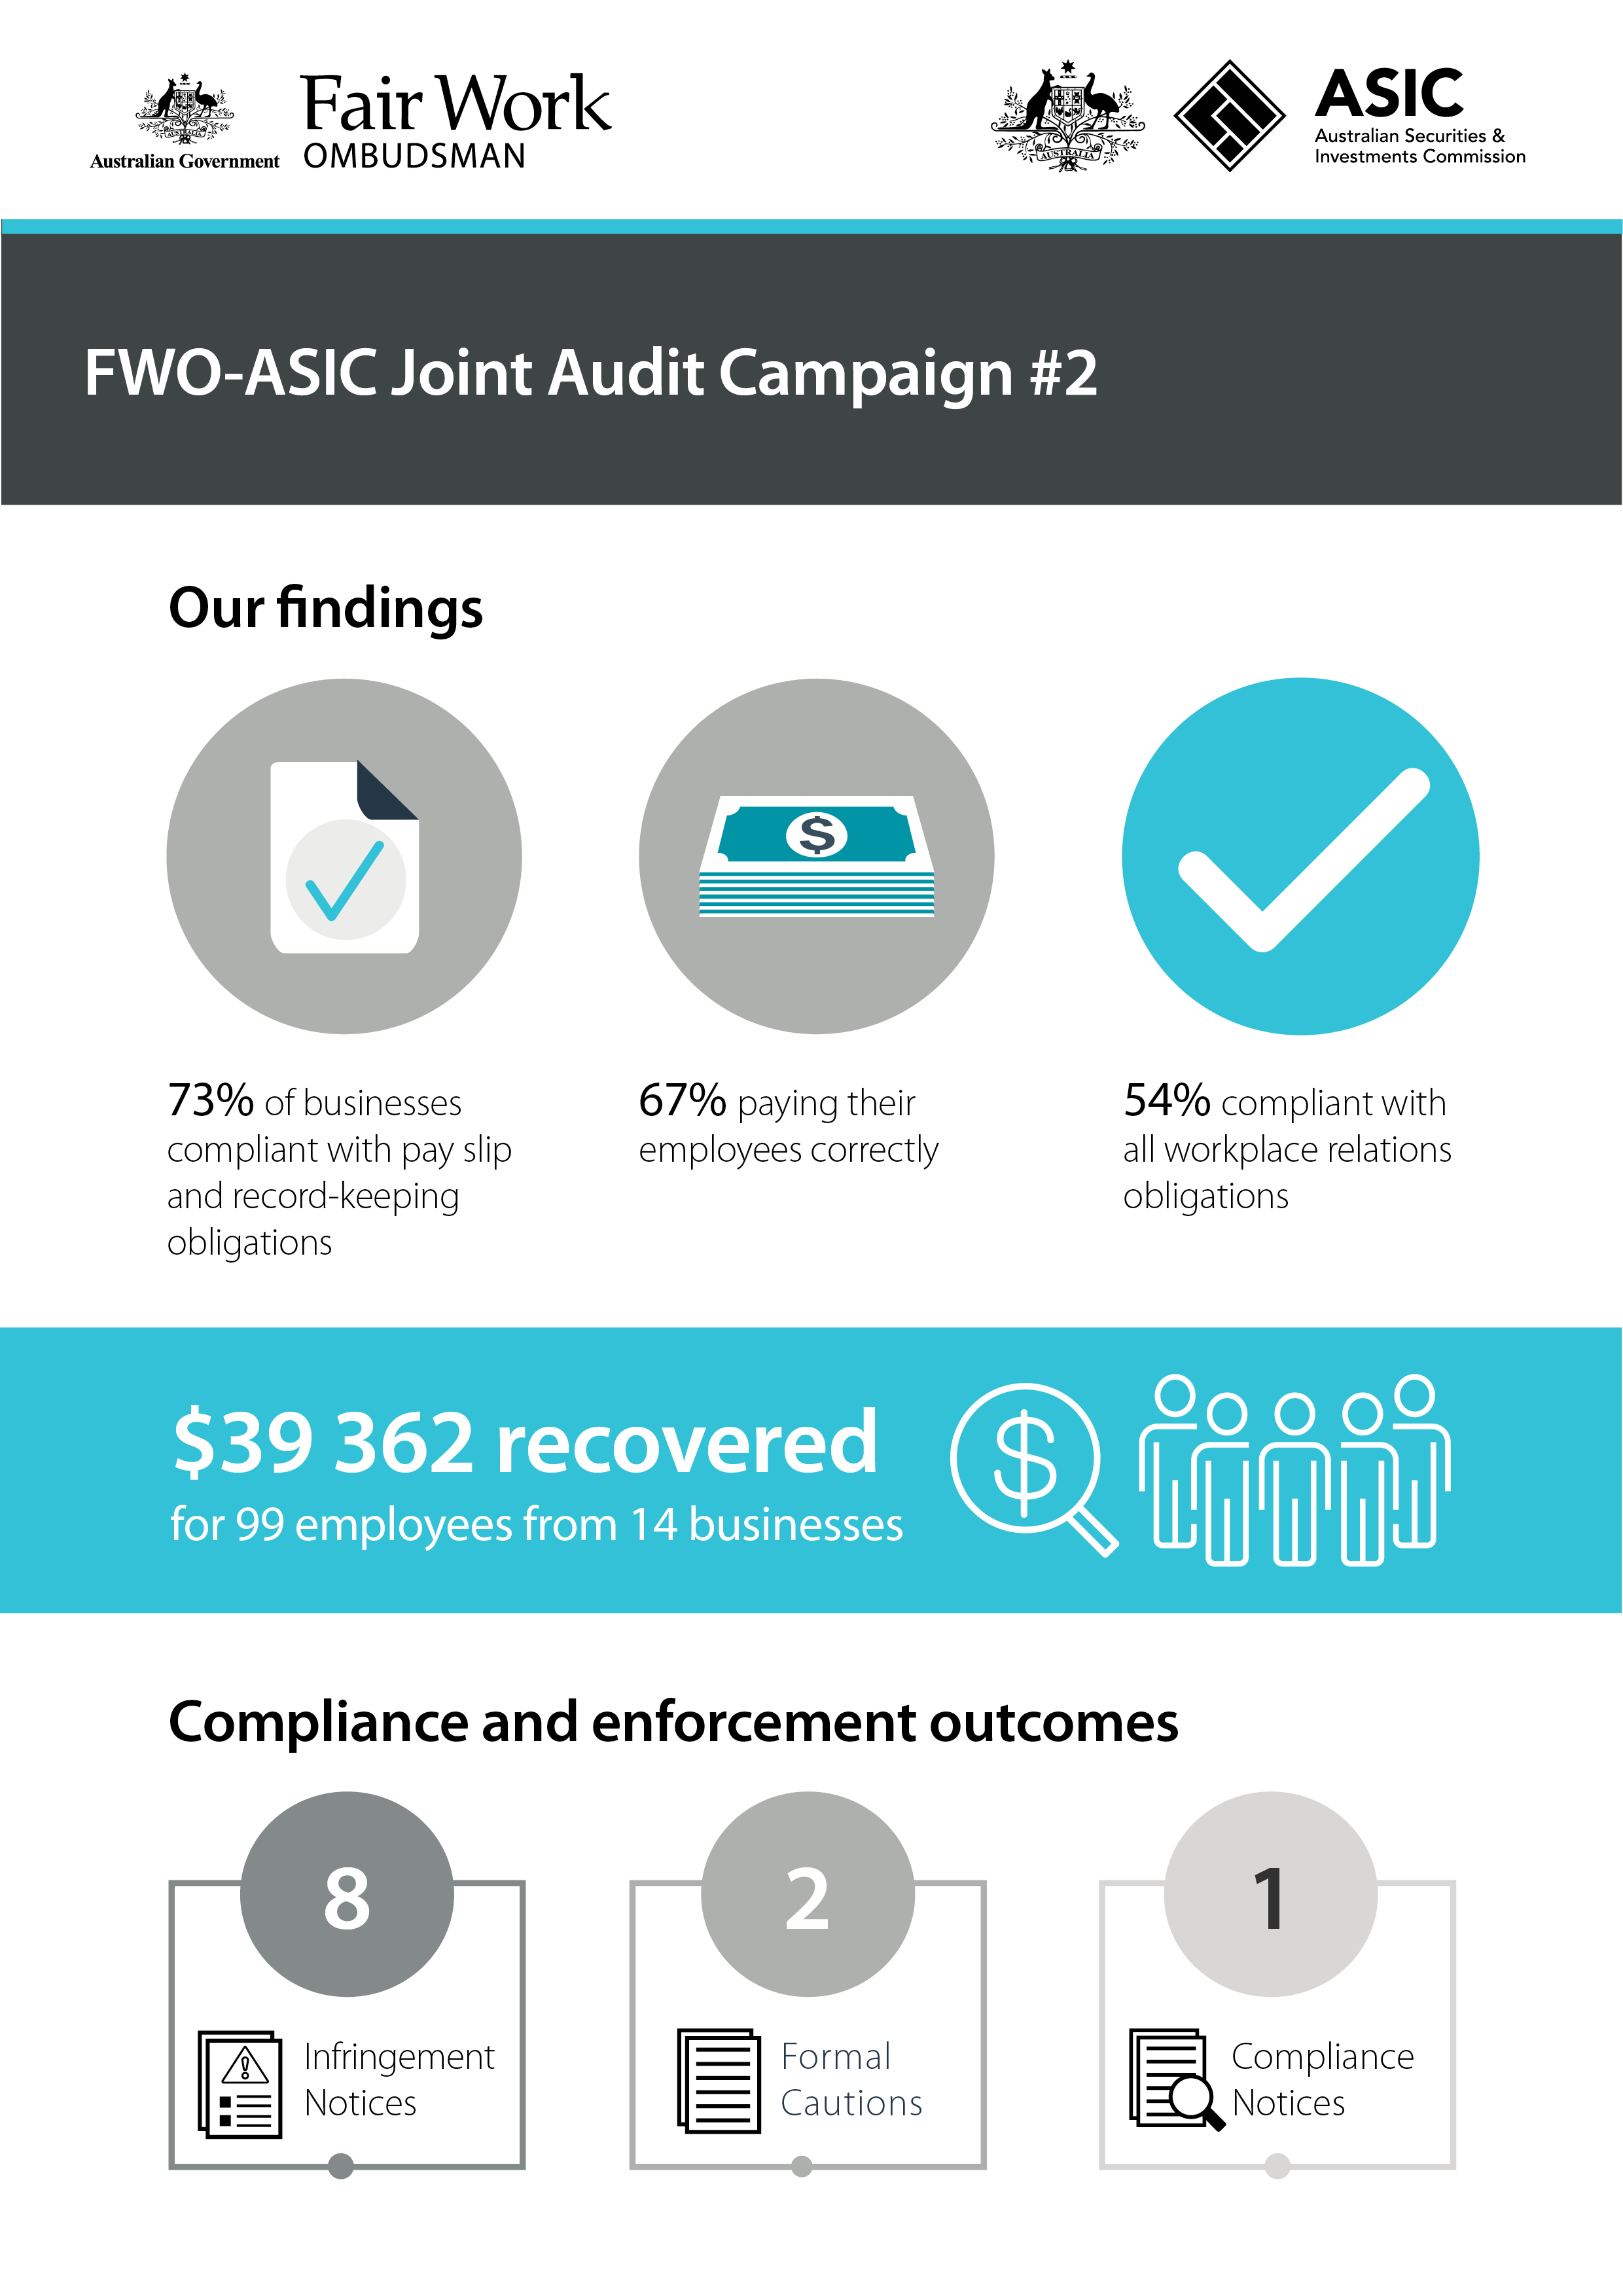 Australian Government
Fair Work
OMBUDSMAN
AUSTRALIA
ASIC
Australian Securities &
Investments Commission
FWO-ASIC Joint Audit Campaign #2
Our findings
$
73% of businesses
compliant with pay slip
and record-keeping
obligations
67% paying their
employees correctly
54% compliant with
all workplace relations
obligations
$39 362 recovered
for 99 employees from 14 businesses
$
Compliance and enforcement outcomes
8
Infringement
Notices
2
Formal
Cautions
1
Compliance
Notices